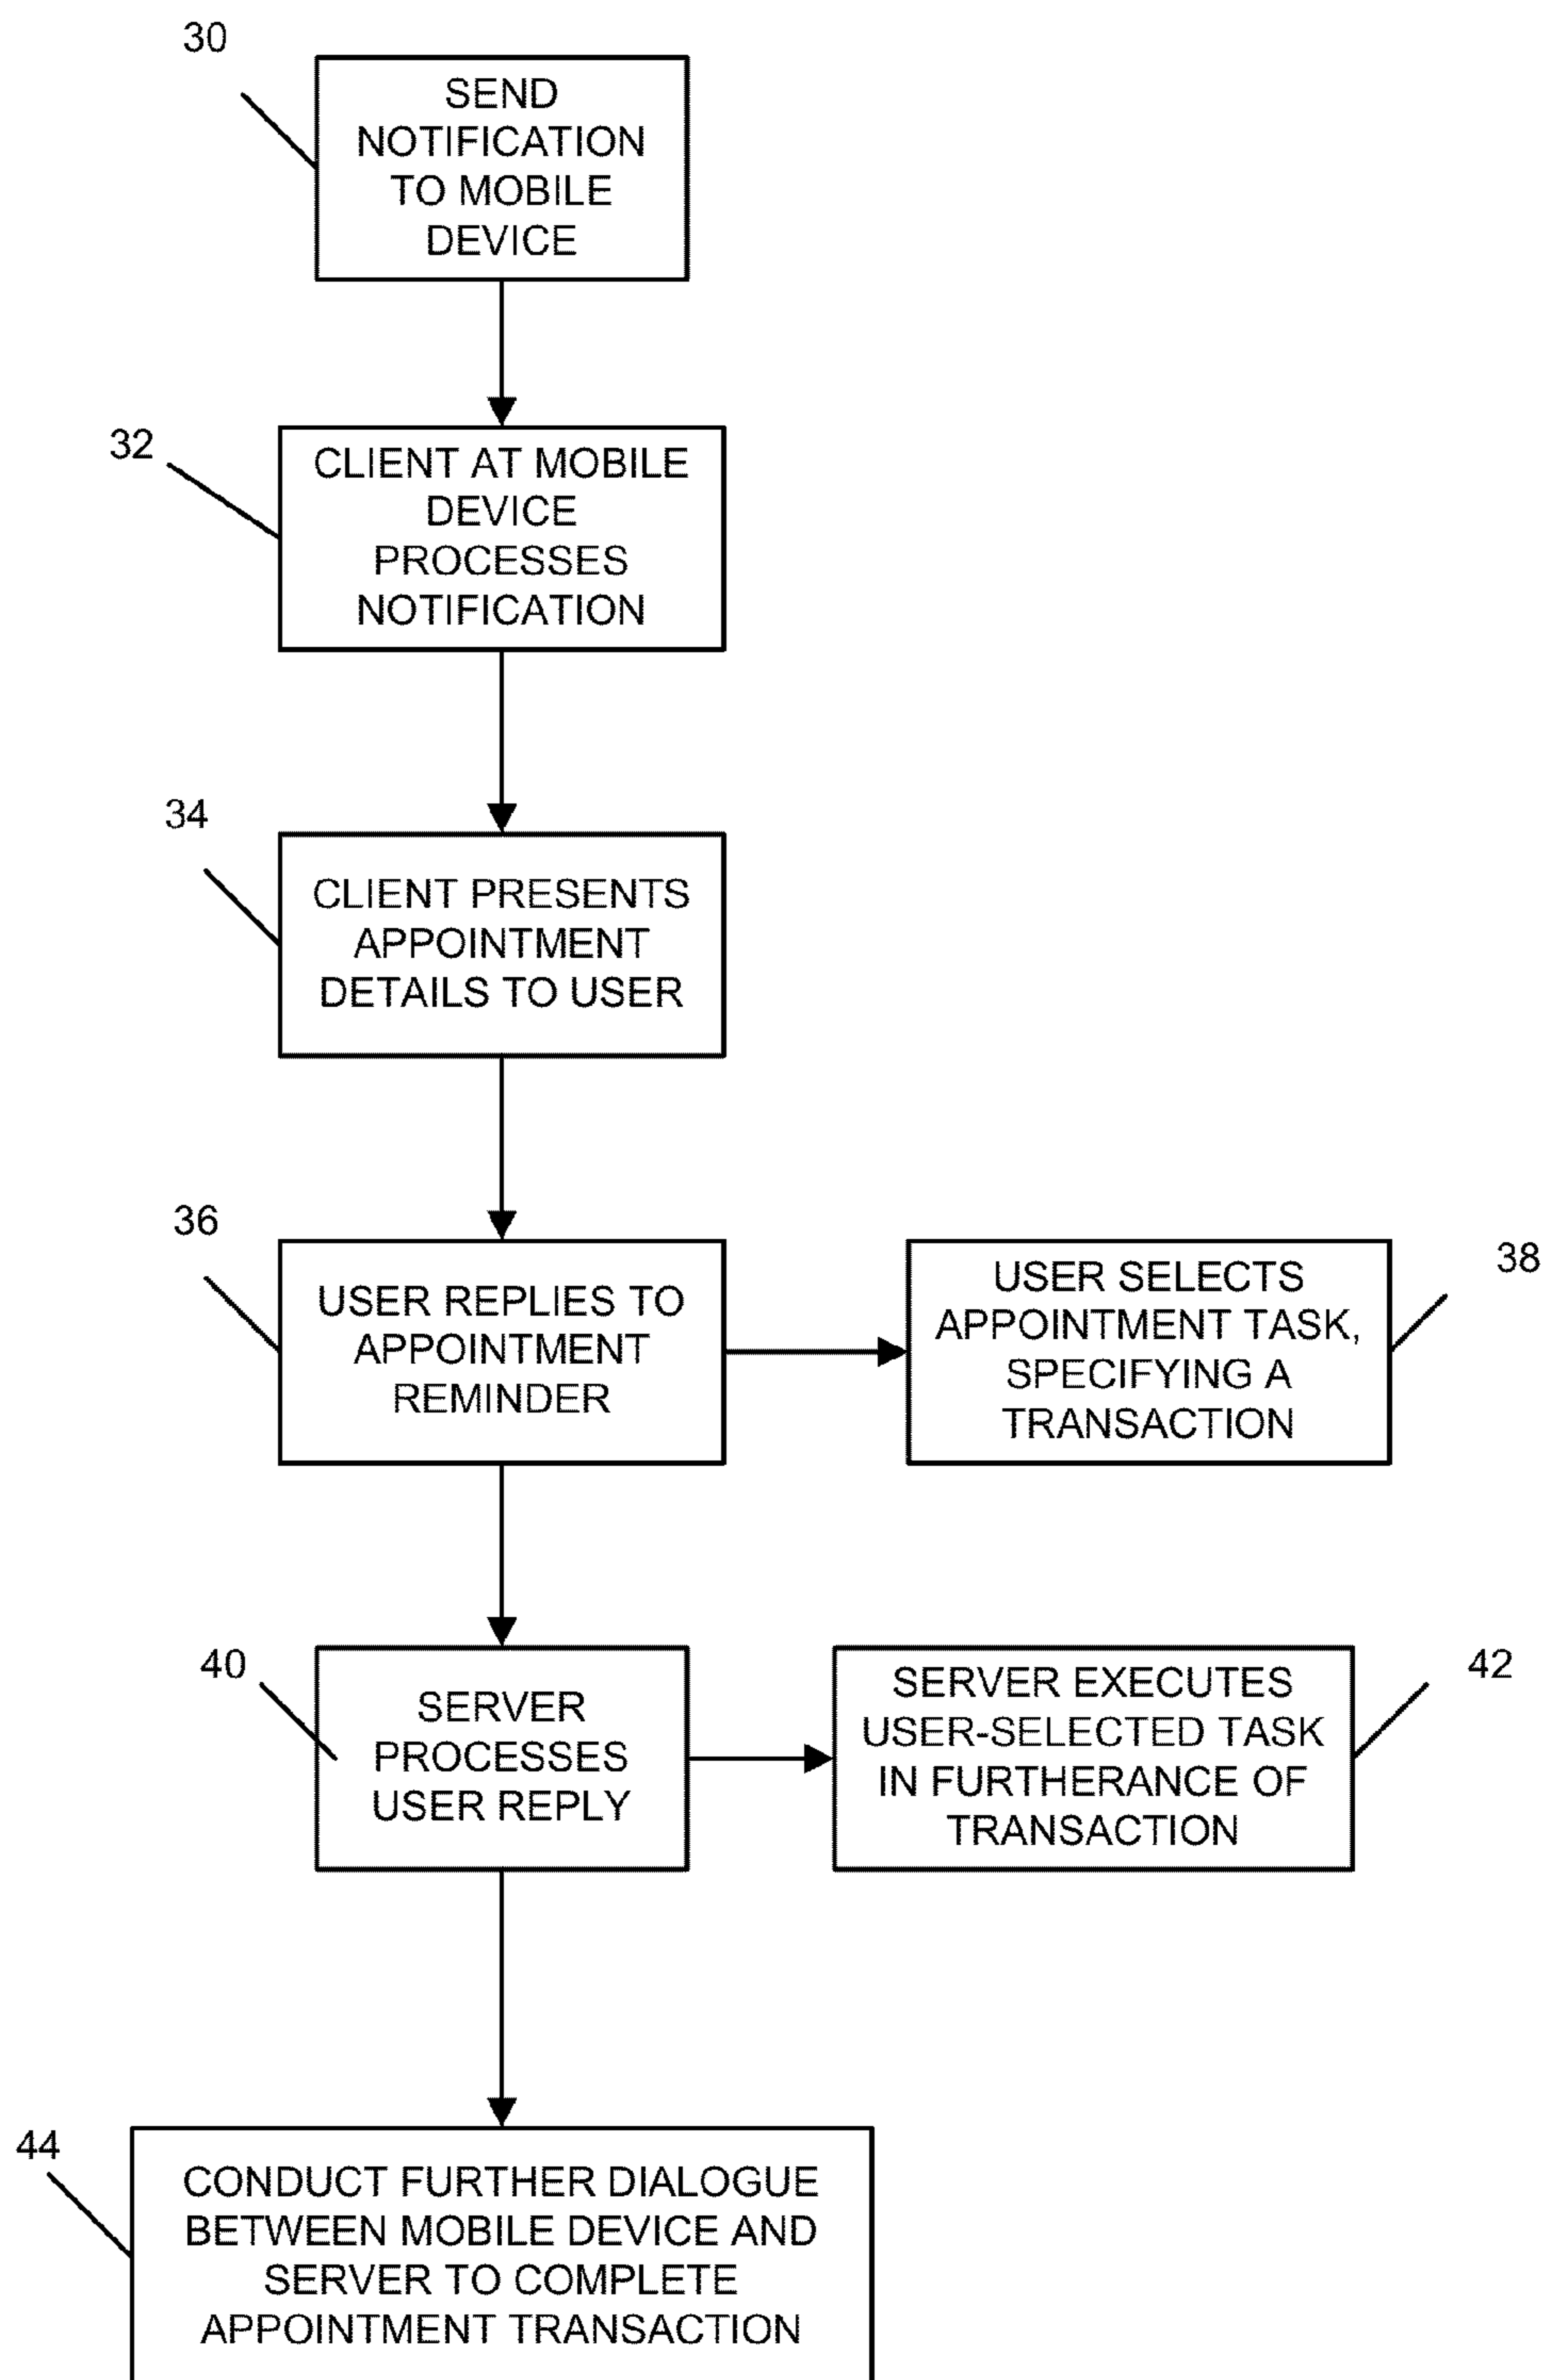 30
SEND
NOTIFICATION
TO MOBILE
DEVICE
32
CLIENT AT MOBILE
DEVICE
PROCESSES
NOTIFICATION
34
CLIENT PRESENTS
APPOINTMENT
DETAILS TO USER
36
USER REPLIES TO
APPOINTMENT
REMINDER
38
USER SELECTS
APPOINTMENT TASK,
SPECIFYING A
TRANSACTION
40
SERVER
PROCESSES
USER REPLY
42
SERVER EXECUTES
USER-SELECTED TASK
IN FURTHERANCE OF
TRANSACTION
44
CONDUCT FURTHER DIALOGUE
BETWEEN MOBILE DEVICE AND
SERVER TO COMPLETE
APPOINTMENT TRANSACTION